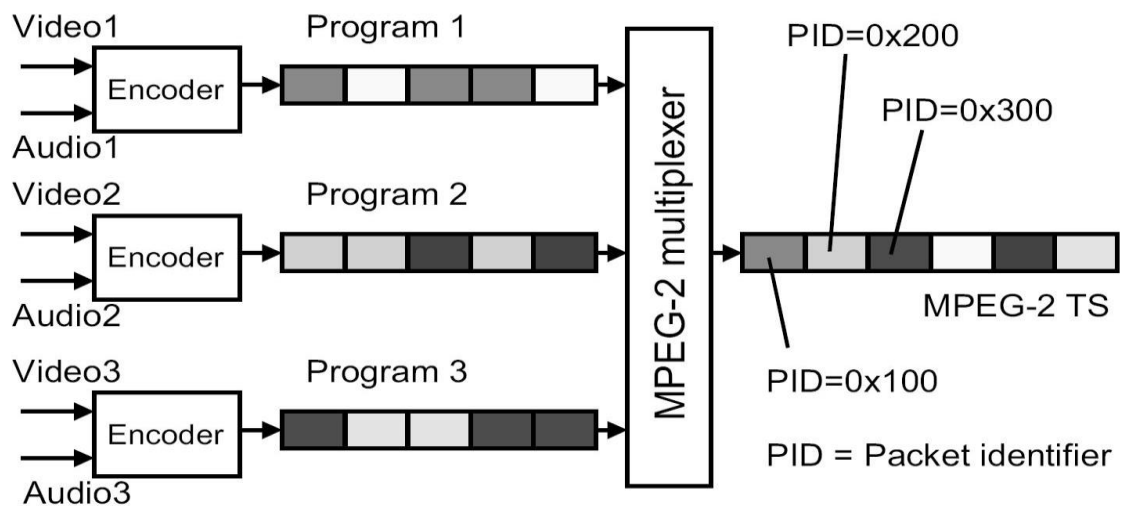 Video1
Program 1
Encoder
Audio1
Video2
Program 2
Encoder
Audio2
Video3
Program 3
Encoder
Audio3
MPEG-2 multiplexer
PID=0x200
PID=0x300
MPEG-2 TS
PID=0x100
PID = Packet identifier